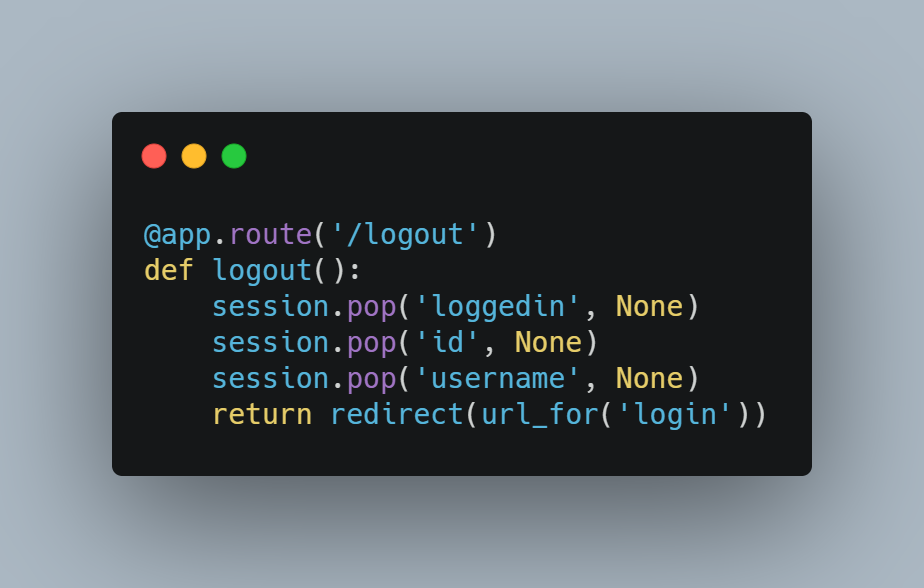 @app.route('/logout')
def logout():
    session.pop('loggedin', None)
    session.pop('id', None)
    session.pop('username', None)
    return redirect(url_for('login'))